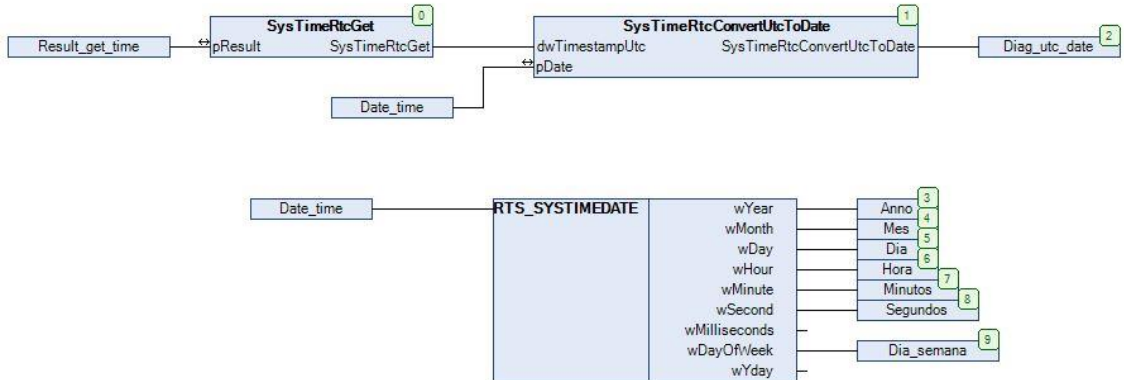 SysTimeRtcGet 0
SysTimeRtcConvertUtcToDate 1
Result_get_time pResult SysTimeRtcGet dwTimestampUtc SysTimeRtcConvertUtcToDate Diag_utc_date 2
pDate
Date_time
Date_time RTS_SYSTIMEDATE wYear Anno 3
wMonth Mes 4
wDay Dia 5
wHour Hora 6
wMinute Minutos 7
wSecond Segundos 8
wMilliseconds
wDayOfWeek Dia_semana 9
wYday